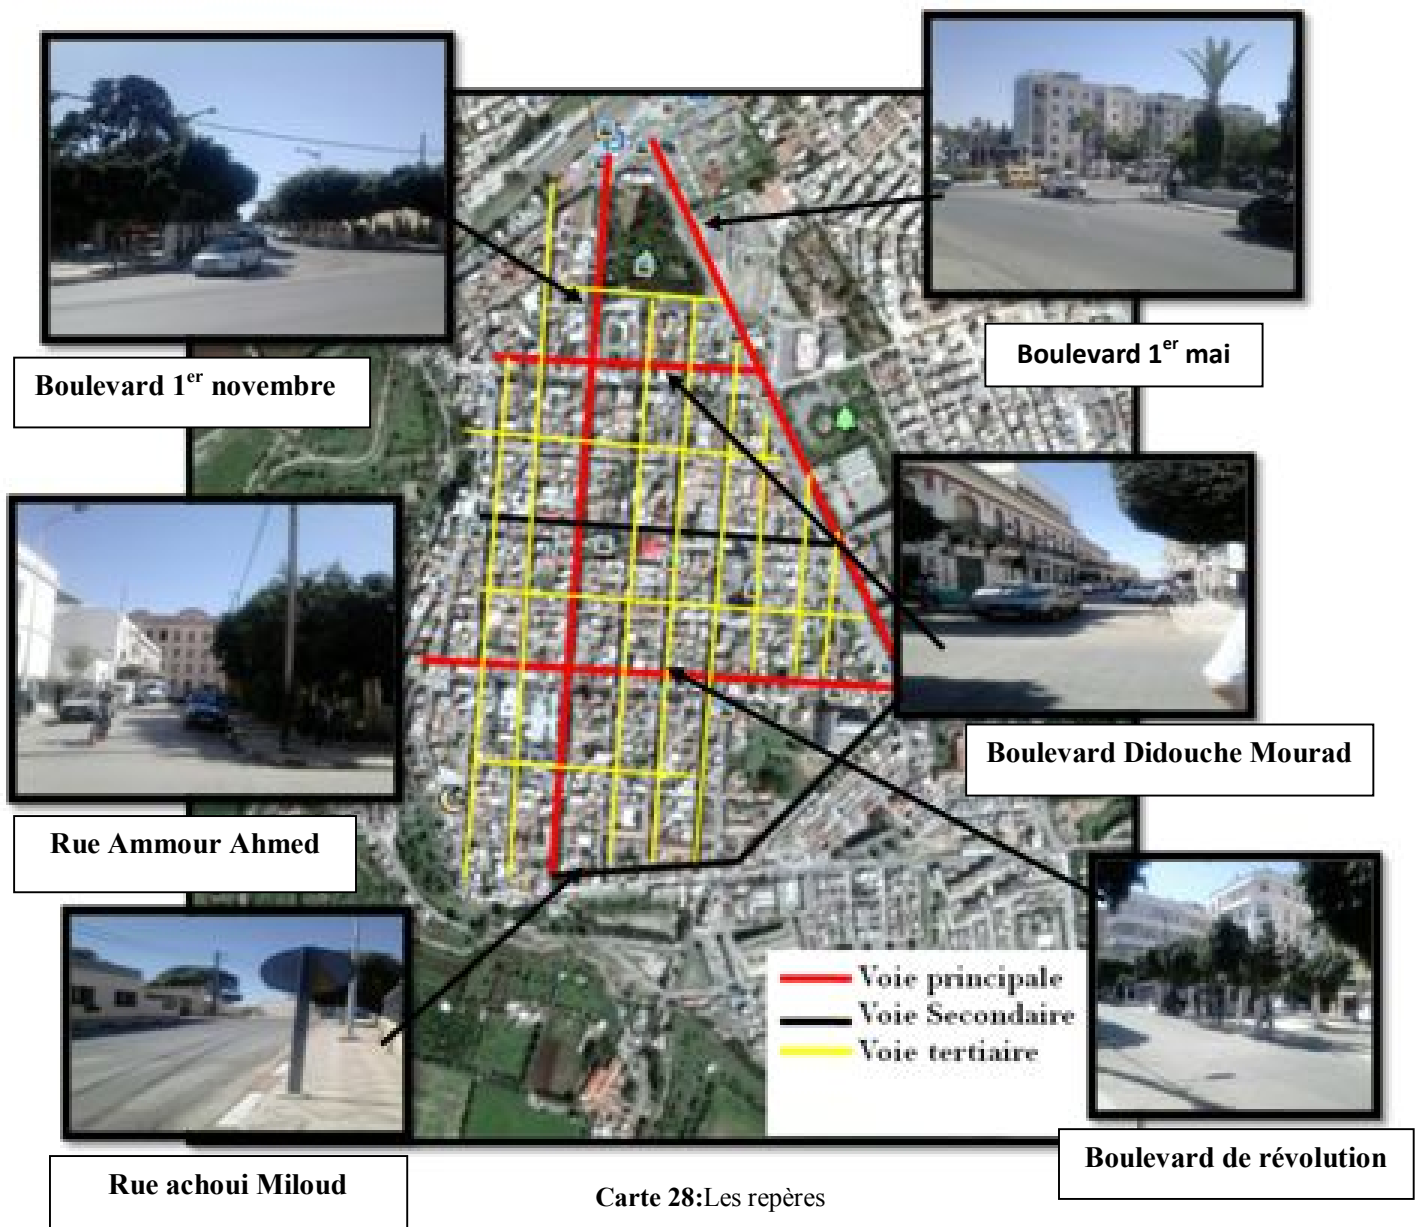 Boulevard 1er novembre
Boulevard 1er mai
Rue Ammour Ahmed
Boulevard Didouche Mourad
Voie principale
Voie Secondaire
Voie tertiaire
Rue achoui Miloud
Boulevard de révolution
Carte 28:Les repères